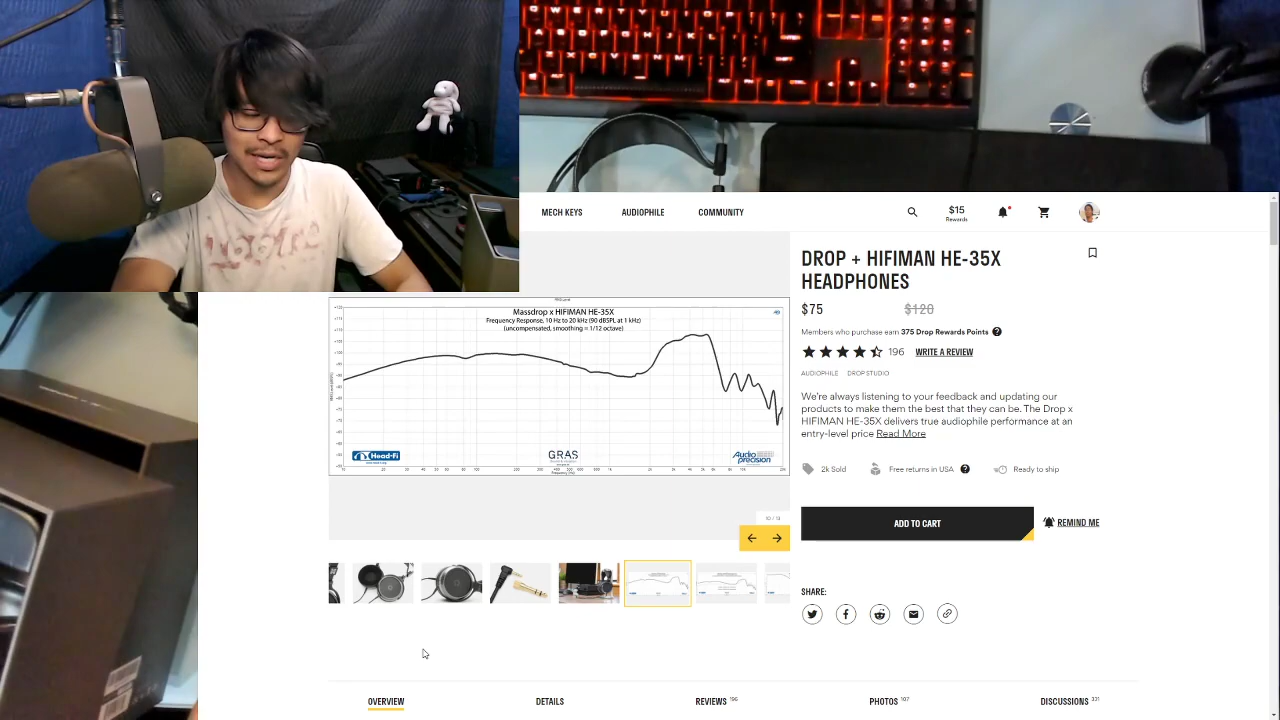 MECH KEYS
AUDIOPHILE
COMMUNITY
$15
Rewards
DROP + HIFIMAN HE-35X
HEADPHONES
$75
$120
Members who purchase earn 375 Drop Rewards Points
196
WRITE A REVIEW
AUDIOPHILE
DROP STUDIO
We're always listening to your feedback and updating our
products to make them the best that they can be. The Drop x
HIFIMAN HE-35X delivers true audiophile performance at an
entry-level price Read More
2k Sold
Free returns in USA
Ready to ship
ADD TO CART
REMIND ME
SHARE:
Massdrop x HIFIMAN HE-35X
Frequency Response, 10 Hz to 20 kHz (90 dBSPL at 1 kHz)
(uncompensated, smoothing = 1/12 octave)
Head-Fi
GRAS
Audio
precision
OVERVIEW
DETAILS
REVIEWS 196
PHOTOS 107
DISCUSSIONS 331